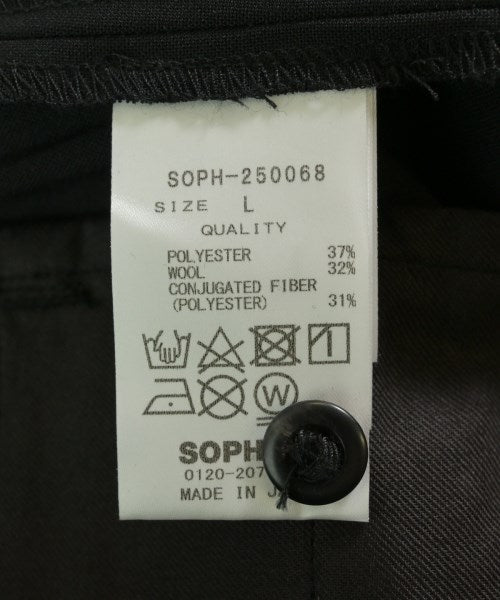 SOPH-250068
SIZE L
QUALITY
POLYESTER 37%
WOOL 32%
CONJUGATED FIBER
(POLYESTER) 31%
W
SOPH
0120-207
MADE IN